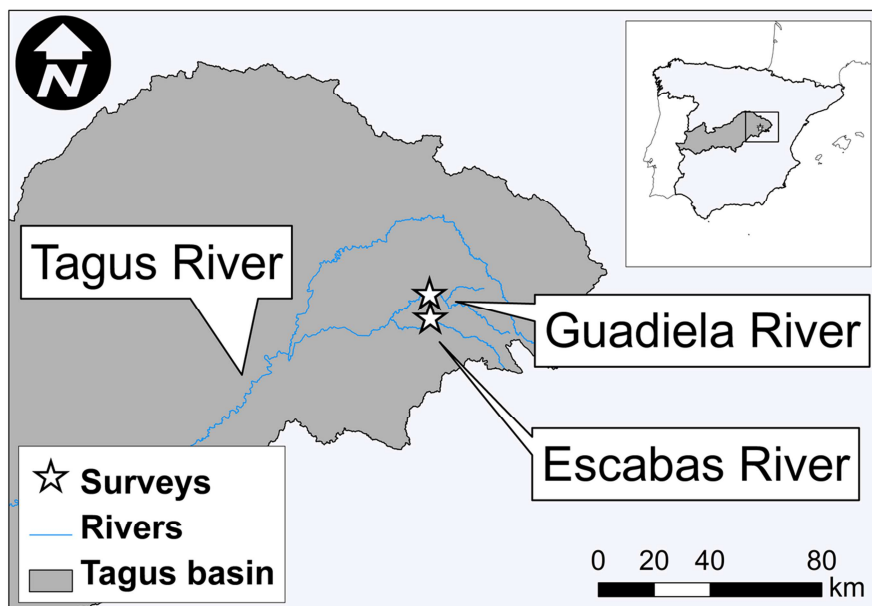 N
Tagus River
Guadiela River
Escabas River
Surveys
Rivers
Tagus basin
0 20 40 80
km